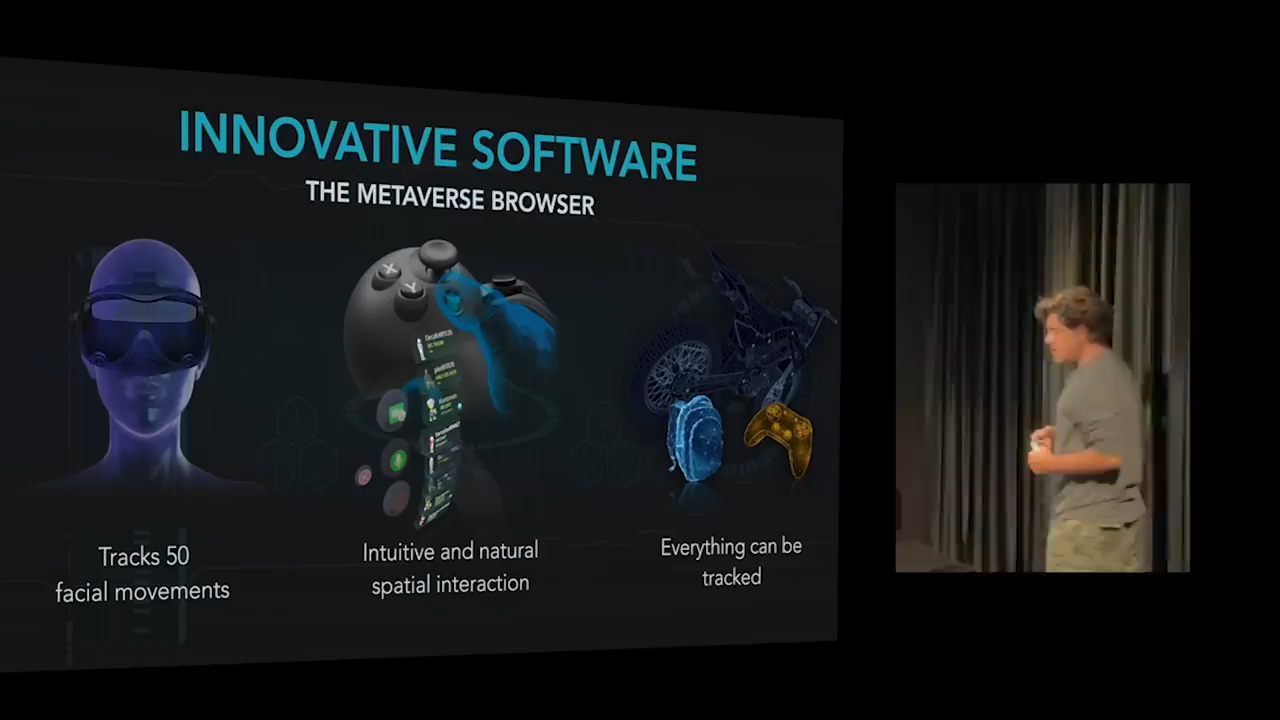 INNOVATIVE SOFTWARE
THE METAVERSE BROWSER
X
Y
Tracks 50
facial movements
Intuitive and natural
spatial interaction
Everything can be
tracked